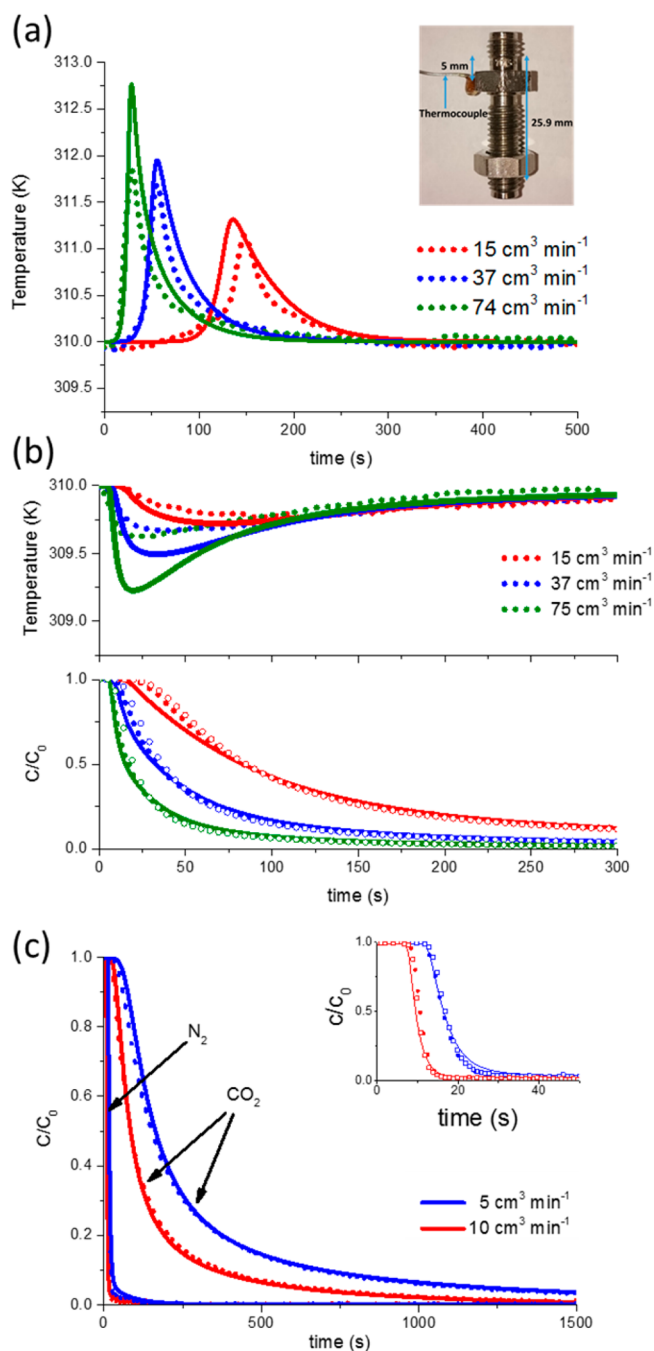 (a)
313.0
312.5
312.0
311.5
311.0
310.5
310.0
309.5
Temperature (K)
5 mm
Thermocouple
25.9 mm
15 cm³ min⁻¹
37 cm³ min⁻¹
74 cm³ min⁻¹
0 100 200 300 400 500
time (s)
(b)
310.0
309.5
309.0
Temperature (K)
15 cm³ min⁻¹
37 cm³ min⁻¹
75 cm³ min⁻¹
1.0
0.5
0.0
C/C₀
0 50 100 150 200 250 300
time (s)
(c)
1.0
0.8
0.6
0.4
0.2
0.0
C/C₀
N₂
CO₂
1.0
0.5
0.0
c/c₀
0 20 40
time (s)
5 cm³ min⁻¹
10 cm³ min⁻¹
0 500 1000 1500
time (s)